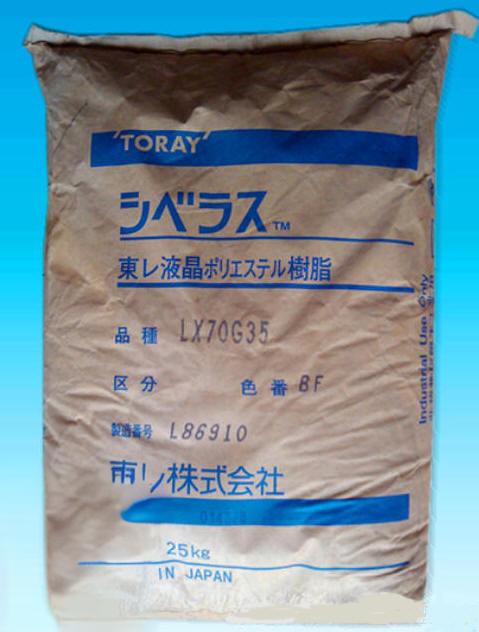 'TORAY'
シベラス™
東レ液晶ポリエステル樹脂
品種 LX70G35
区分 色番 BF
製造番号 L86910
東レ株式会社
25kg
IN JAPAN
Industrial Use Only